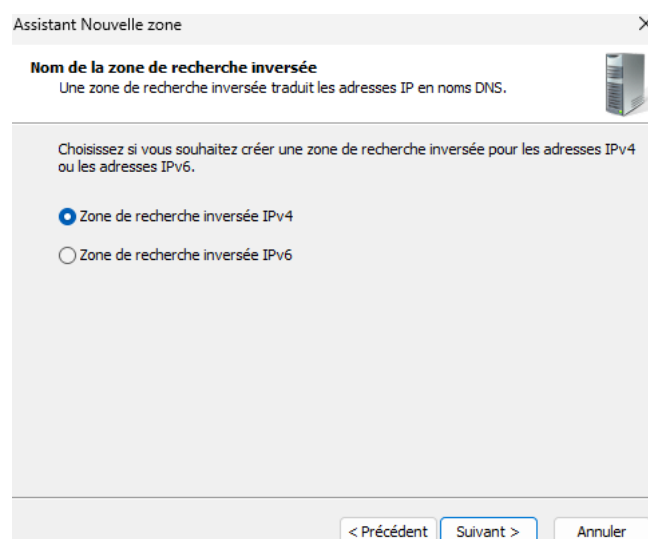 Assistant Nouvelle zone
Nom de la zone de recherche inversée
Une zone de recherche inversée traduit les adresses IP en noms DNS.
Choisissez si vous souhaitez créer une zone de recherche inversée pour les adresses IPv4
ou les adresses IPv6.
Zone de recherche inversée IPv4
Zone de recherche inversée IPv6
< Précédent Suivant > Annuler